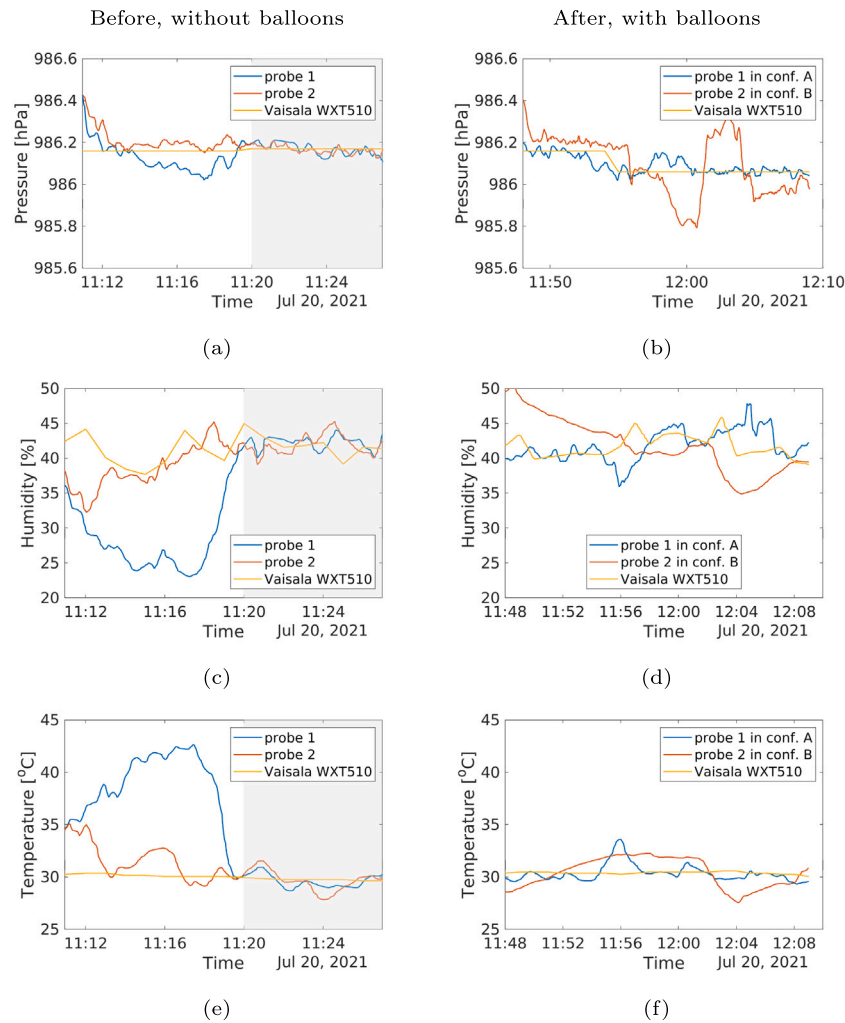 Before, without balloons
After, with balloons
986.6
986.4
986.2
986
985.8
985.6
Pressure [hPa]
probe 1
probe 2
Vaisala WXT510
11:12
11:16
11:20
11:24
Time
Jul 20, 2021
(a)
986.6
986.4
986.2
986
985.8
985.6
Pressure [hPa]
probe 1 in conf. A
probe 2 in conf. B
Vaisala WXT510
11:50
12:00
12:10
Time
Jul 20, 2021
(b)
50
45
40
35
30
25
20
Humidity [%]
probe 1
probe 2
Vaisala WXT510
11:12
11:16
11:20
11:24
Time
Jul 20, 2021
(c)
50
45
40
35
30
25
20
Humidity [%]
probe 1 in conf. A
probe 2 in conf. B
Vaisala WXT510
11:48
11:52
11:56
12:00
12:04
12:08
Time
Jul 20, 2021
(d)
45
40
35
30
25
Temperature [°C]
probe 1
probe 2
Vaisala WXT510
11:12
11:16
11:20
11:24
Time
Jul 20, 2021
(e)
45
40
35
30
25
Temperature [°C]
probe 1 in conf. A
probe 2 in conf. B
Vaisala WXT510
11:48
11:52
11:56
12:00
12:04
12:08
Time
Jul 20, 2021
(f)